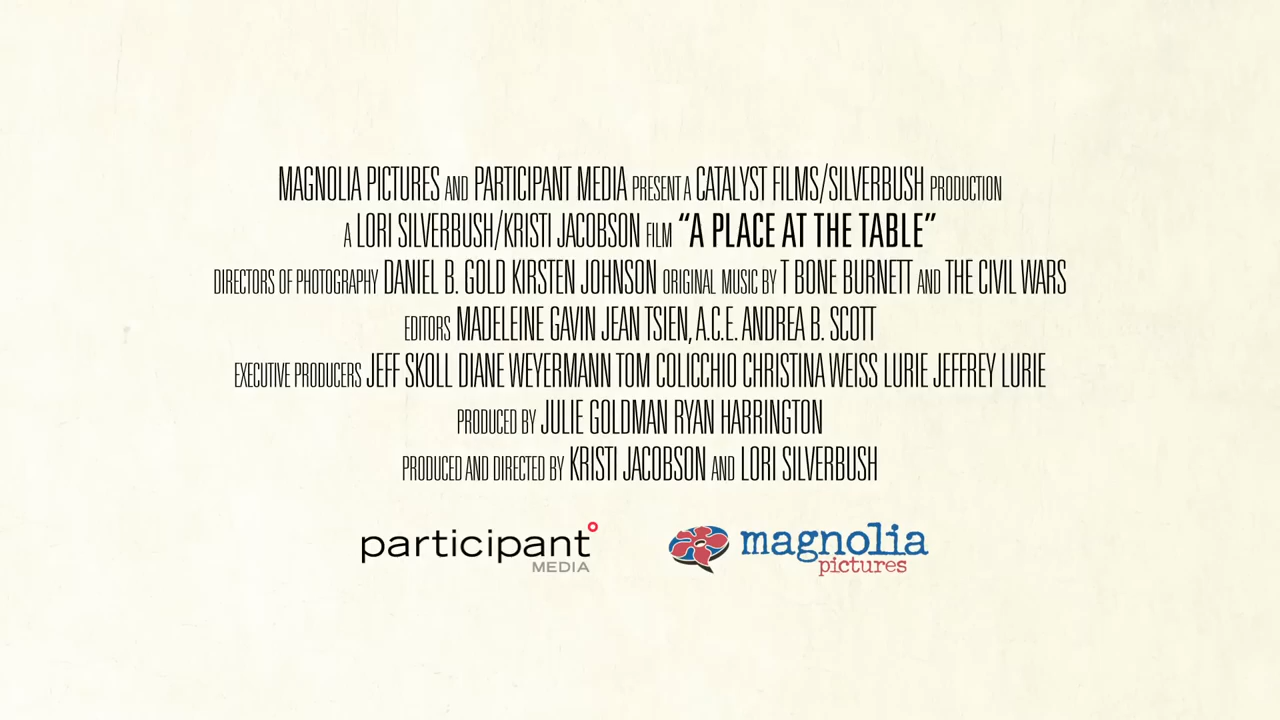 MAGNOLIA PICTURES AND PARTICIPANT MEDIA PRESENT A CATALYST FILMS/SILVERBUSH PRODUCTION
A LORI SILVERBUSH/KRISTI JACOBSON FILM “A PLACE AT THE TABLE”
DIRECTORS OF PHOTOGRAPHY DANIEL B. GOLD KIRSTEN JOHNSON ORIGINAL MUSIC BY T BONE BURNETT AND THE CIVIL WARS
EDITORS MADELEINE GAVIN JEAN TSIEN, A.C.E. ANDREA B. SCOTT
EXECUTIVE PRODUCERS JEFF SKOLL DIANE WEYERMANN TOM COLICCHIO CHRISTINA WEISS LURIE JEFFREY LURIE
PRODUCED BY JULIE GOLDMAN RYAN HARRINGTON
PRODUCED AND DIRECTED BY KRISTI JACOBSON AND LORI SILVERBUSH
participant
MEDIA
magnolia
pictures